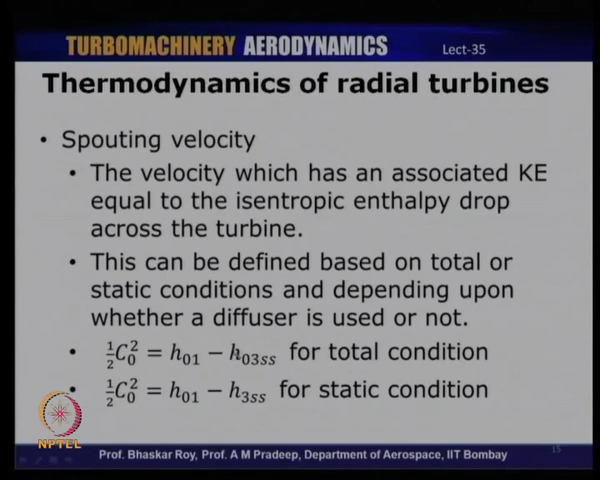 TURBOMACHINERY AERODYNAMICS Lect-35
Thermodynamics of radial turbines
• Spouting velocity
• The velocity which has an associated KE
equal to the isentropic enthalpy drop
across the turbine.
• This can be defined based on total or
static conditions and depending upon
whether a diffuser is used or not.
• ½C₀² = h₀₁ − h₀₃ss for total condition
• ½C₀² = h₀₁ − h₃ss for static condition
NPTEL
Prof. Bhaskar Roy, Prof. A M Pradeep, Department of Aerospace, IIT Bombay
15